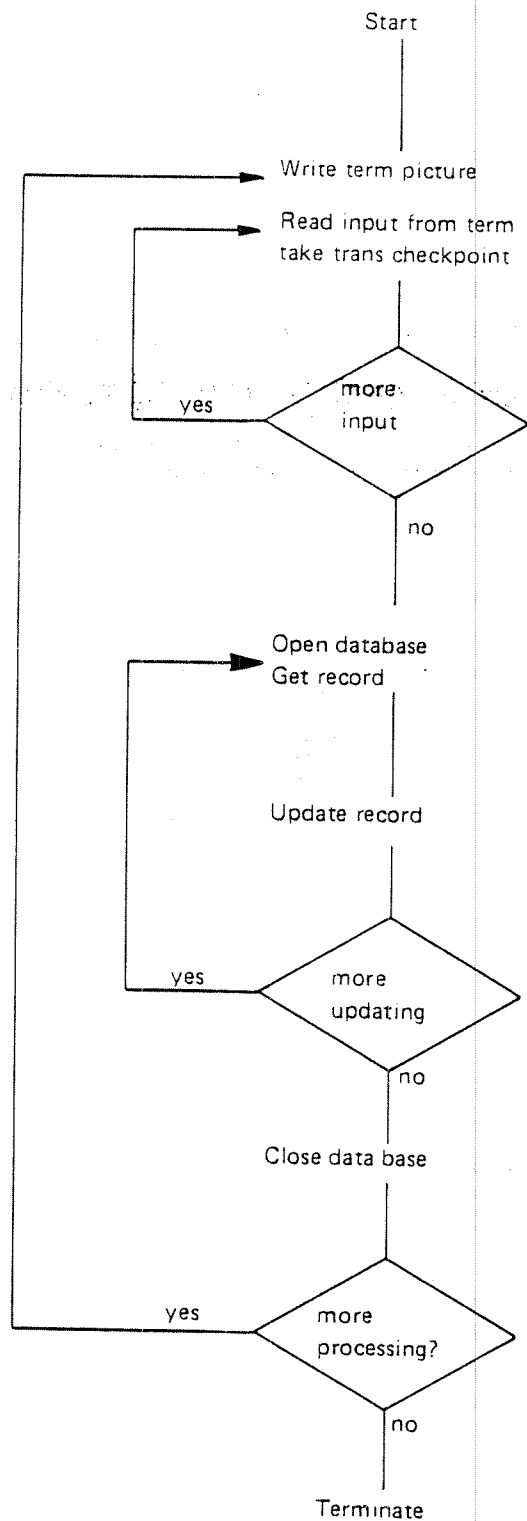 Start
Write term picture
Read input from term
take trans checkpoint
more
input
yes
no
Open database
Get record
Update record
more
updating
yes
no
Close data base
more
processing?
yes
no
Terminate